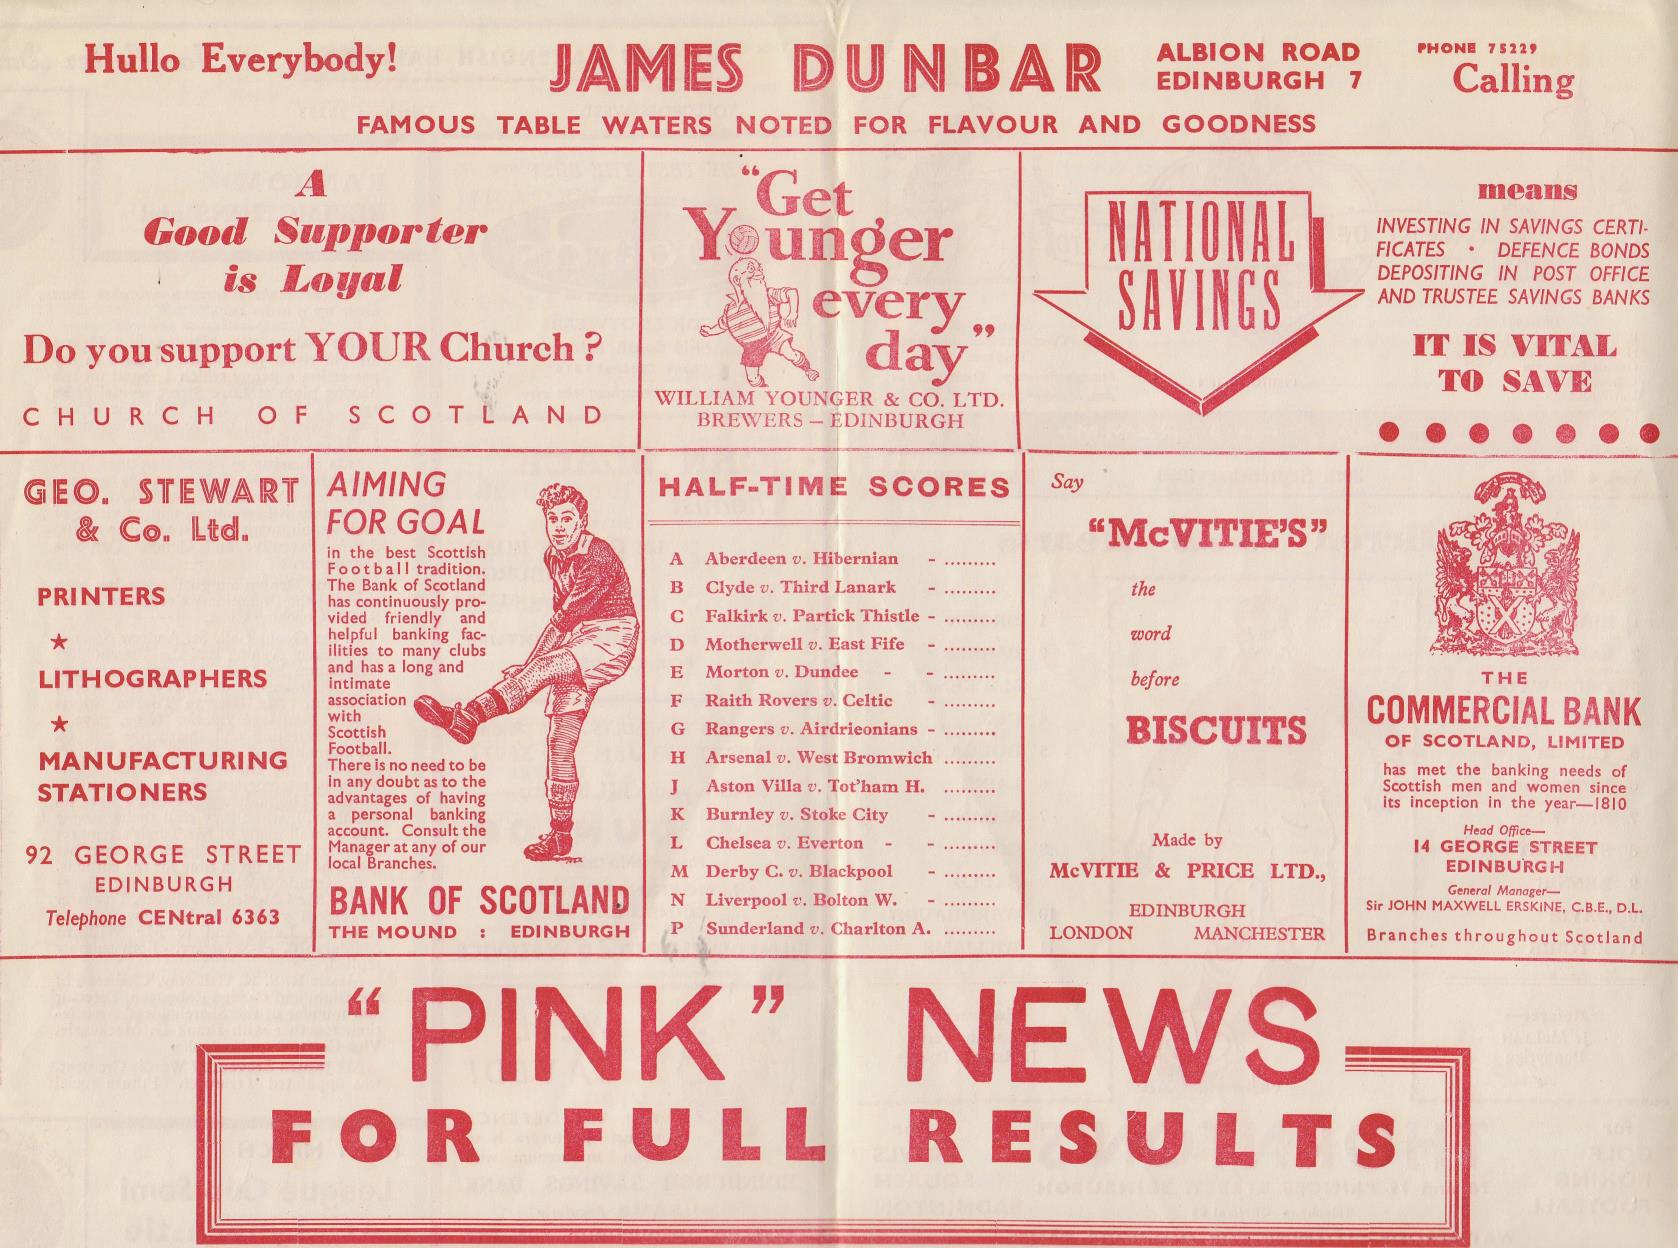 Hullo Everybody!
JAMES DUNBAR
ALBION ROAD
EDINBURGH 7
PHONE 75229
Calling
FAMOUS TABLE WATERS NOTED FOR FLAVOUR AND GOODNESS
A
Good Supporter
is Loyal
Do you support YOUR Church?
CHURCH OF SCOTLAND
"Get
Younger
every
day"
WILLIAM YOUNGER & CO. LTD.
BREWERS – EDINBURGH
NATIONAL
SAVINGS
means
INVESTING IN SAVINGS CERTI-
FICATES · DEFENCE BONDS
DEPOSITING IN POST OFFICE
AND TRUSTEE SAVINGS BANKS
IT IS VITAL
TO SAVE
GEO. STEWART
& Co. Ltd.
PRINTERS
★
LITHOGRAPHERS
★
MANUFACTURING
STATIONERS
92 GEORGE STREET
EDINBURGH
Telephone CENtral 6363
AIMING
FOR GOAL
in the best Scottish
Football tradition.
The Bank of Scotland
has continuously pro-
vided friendly and
helpful banking fac-
ilities to many clubs
and has a long and
intimate
association
with
Scottish
Football.
There is no need to be
in any doubt as to the
advantages of having
a personal banking
account. Consult the
Manager at any of our
local Branches.
BANK OF SCOTLAND
THE MOUND : EDINBURGH
HALF-TIME SCORES
A Aberdeen v. Hibernian - .........
B Clyde v. Third Lanark - .........
C Falkirk v. Partick Thistle - .........
D Motherwell v. East Fife - .........
E Morton v. Dundee - - .........
F Raith Rovers v. Celtic - .........
G Rangers v. Airdrieonians - .........
H Arsenal v. West Bromwich .........
J Aston Villa v. Tot'ham H. .........
K Burnley v. Stoke City - .........
L Chelsea v. Everton - - .........
M Derby C. v. Blackpool - .........
N Liverpool v. Bolton W. - .........
P Sunderland v. Charlton A. .........
Say
"McVITIE'S"
the
word
before
BISCUITS
Made by
McVITIE & PRICE LTD.,
EDINBURGH
LONDON MANCHESTER
THE
COMMERCIAL BANK
OF SCOTLAND, LIMITED
has met the banking needs of
Scottish men and women since
its inception in the year—1810
Head Office—
14 GEORGE STREET
EDINBURGH
General Manager—
Sir JOHN MAXWELL ERSKINE, C.B.E., D.L.
Branches throughout Scotland
"PINK" NEWS
FOR FULL RESULTS